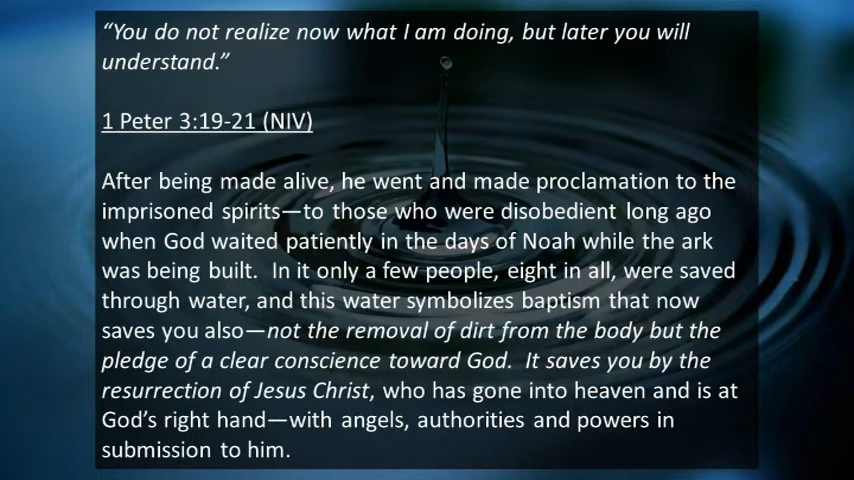 “You do not realize now what I am doing, but later you will
understand.”
1 Peter 3:19-21 (NIV)
After being made alive, he went and made proclamation to the
imprisoned spirits—to those who were disobedient long ago
when God waited patiently in the days of Noah while the ark
was being built.  In it only a few people, eight in all, were saved
through water, and this water symbolizes baptism that now
saves you also—not the removal of dirt from the body but the
pledge of a clear conscience toward God.  It saves you by the
resurrection of Jesus Christ, who has gone into heaven and is at
God’s right hand—with angels, authorities and powers in
submission to him.